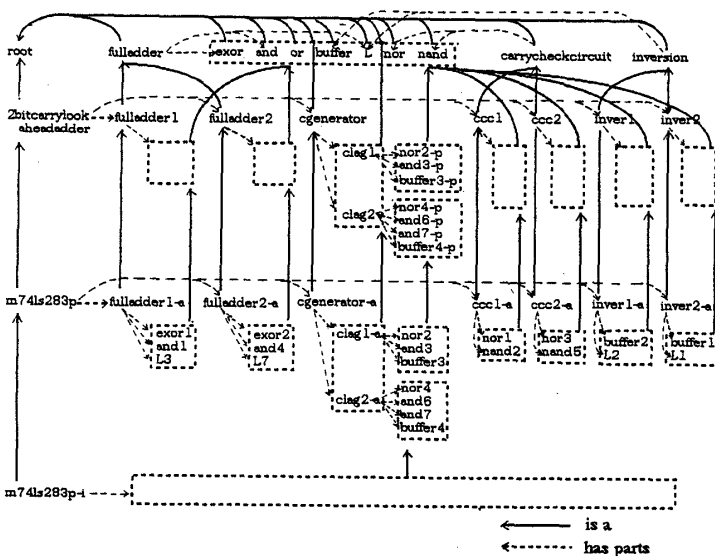 root fulladder exor and or buffer L nor nand carrycheckcircuit inversion
2bitcarrylook
aheadadder
fulladder1 fulladder2 cgenerator ccc1 ccc2 inver1 inver2
clag1
nor2-p
and3-p
buffer3-p
clag2
nor4-p
and6-p
and7-p
buffer4-p
m74ls283p fulladder1-a fulladder2-a cgenerator-a ccc1-a ccc2-a inver1-a inver2-a
exor1
and1
L3
exor2
and4
L7
clag1-a
nor2
and3
buffer3
clag2-a
nor4
and6
and7
buffer4
nor1
nand2
nor3
nand5
buffer2
L2
buffer1
L1
m74ls283p-i
is a
has parts